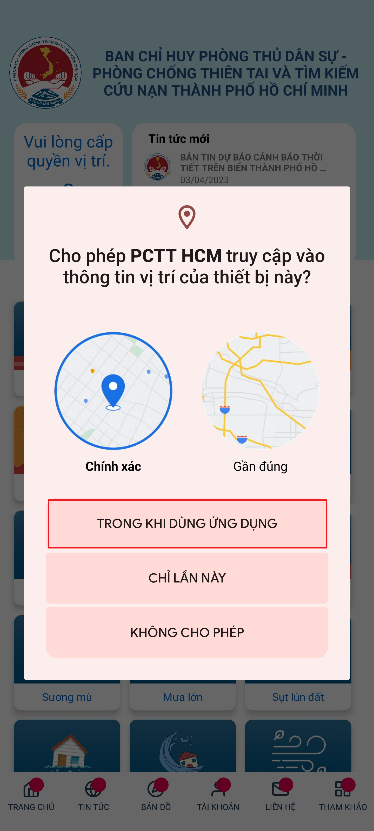 BAN CHỈ HUY PHÒNG THỦ DÂN SỰ -
PHÒNG CHỐNG THIÊN TAI VÀ TÌM KIẾM
CỨU NẠN THÀNH PHỐ HỒ CHÍ MINH
Vui lòng cấp
quyền vị trí.
Tin tức mới
BẢN TIN DỰ BÁO CẢNH BÁO THỜI
TIẾT TRÊN BIỂN THÀNH PHỐ HỒ ...
03/04/2023
Cho phép PCTT HCM truy cập vào
thông tin vị trí của thiết bị này?
Chính xác
Gần đúng
TRONG KHI DÙNG ỨNG DỤNG
CHỈ LẦN NÀY
KHÔNG CHO PHÉP
Sương mù
Mưa lớn
Sụt lún đất
TRANG CHỦ
TIN TỨC
BẢN ĐỒ
TÀI KHOẢN
LIÊN HỆ
THAM KHẢO